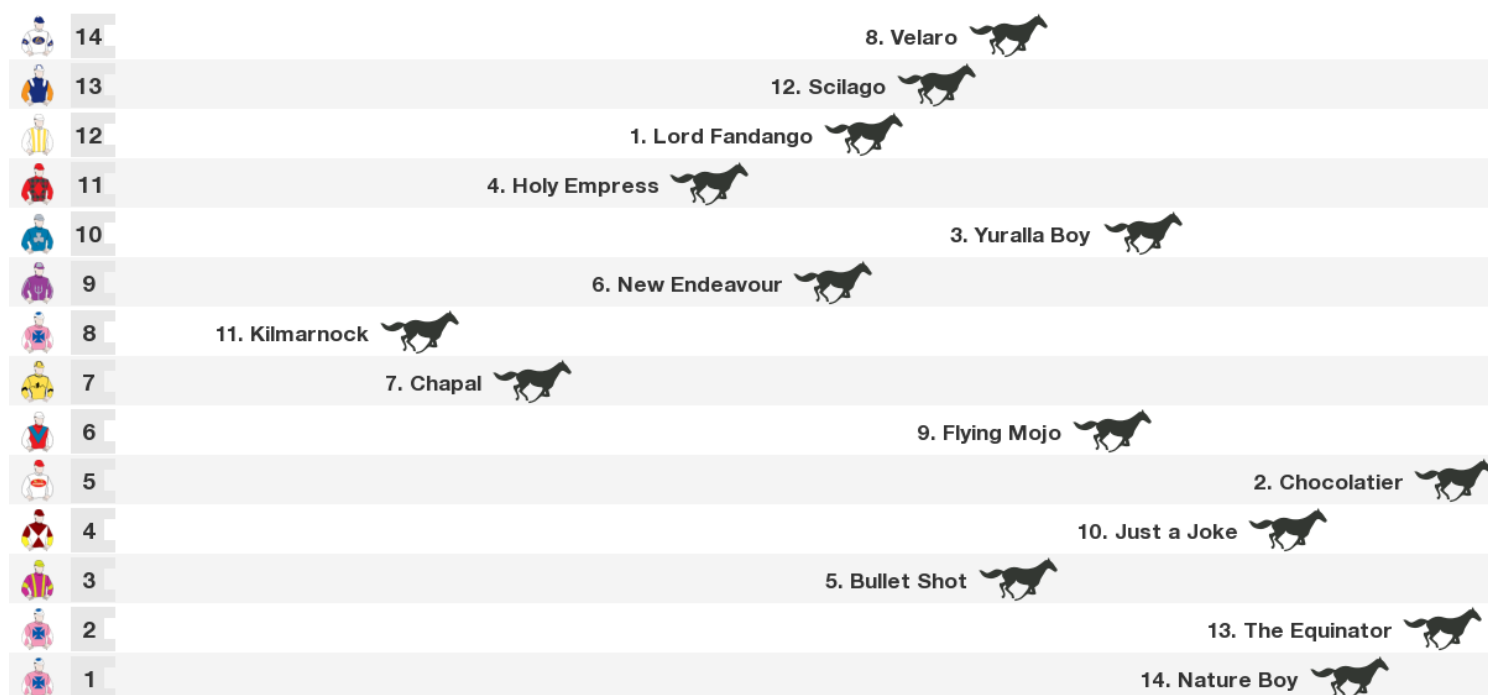 14 8. Velaro
13 12. Scilago
12 1. Lord Fandango
11 4. Holy Empress
10 3. Yuralla Boy
9 6. New Endeavour
8 11. Kilmarnock
7 7. Chapal
6 9. Flying Mojo
5 2. Chocolatier
4 10. Just a Joke
3 5. Bullet Shot
2 13. The Equinator
1 14. Nature Boy